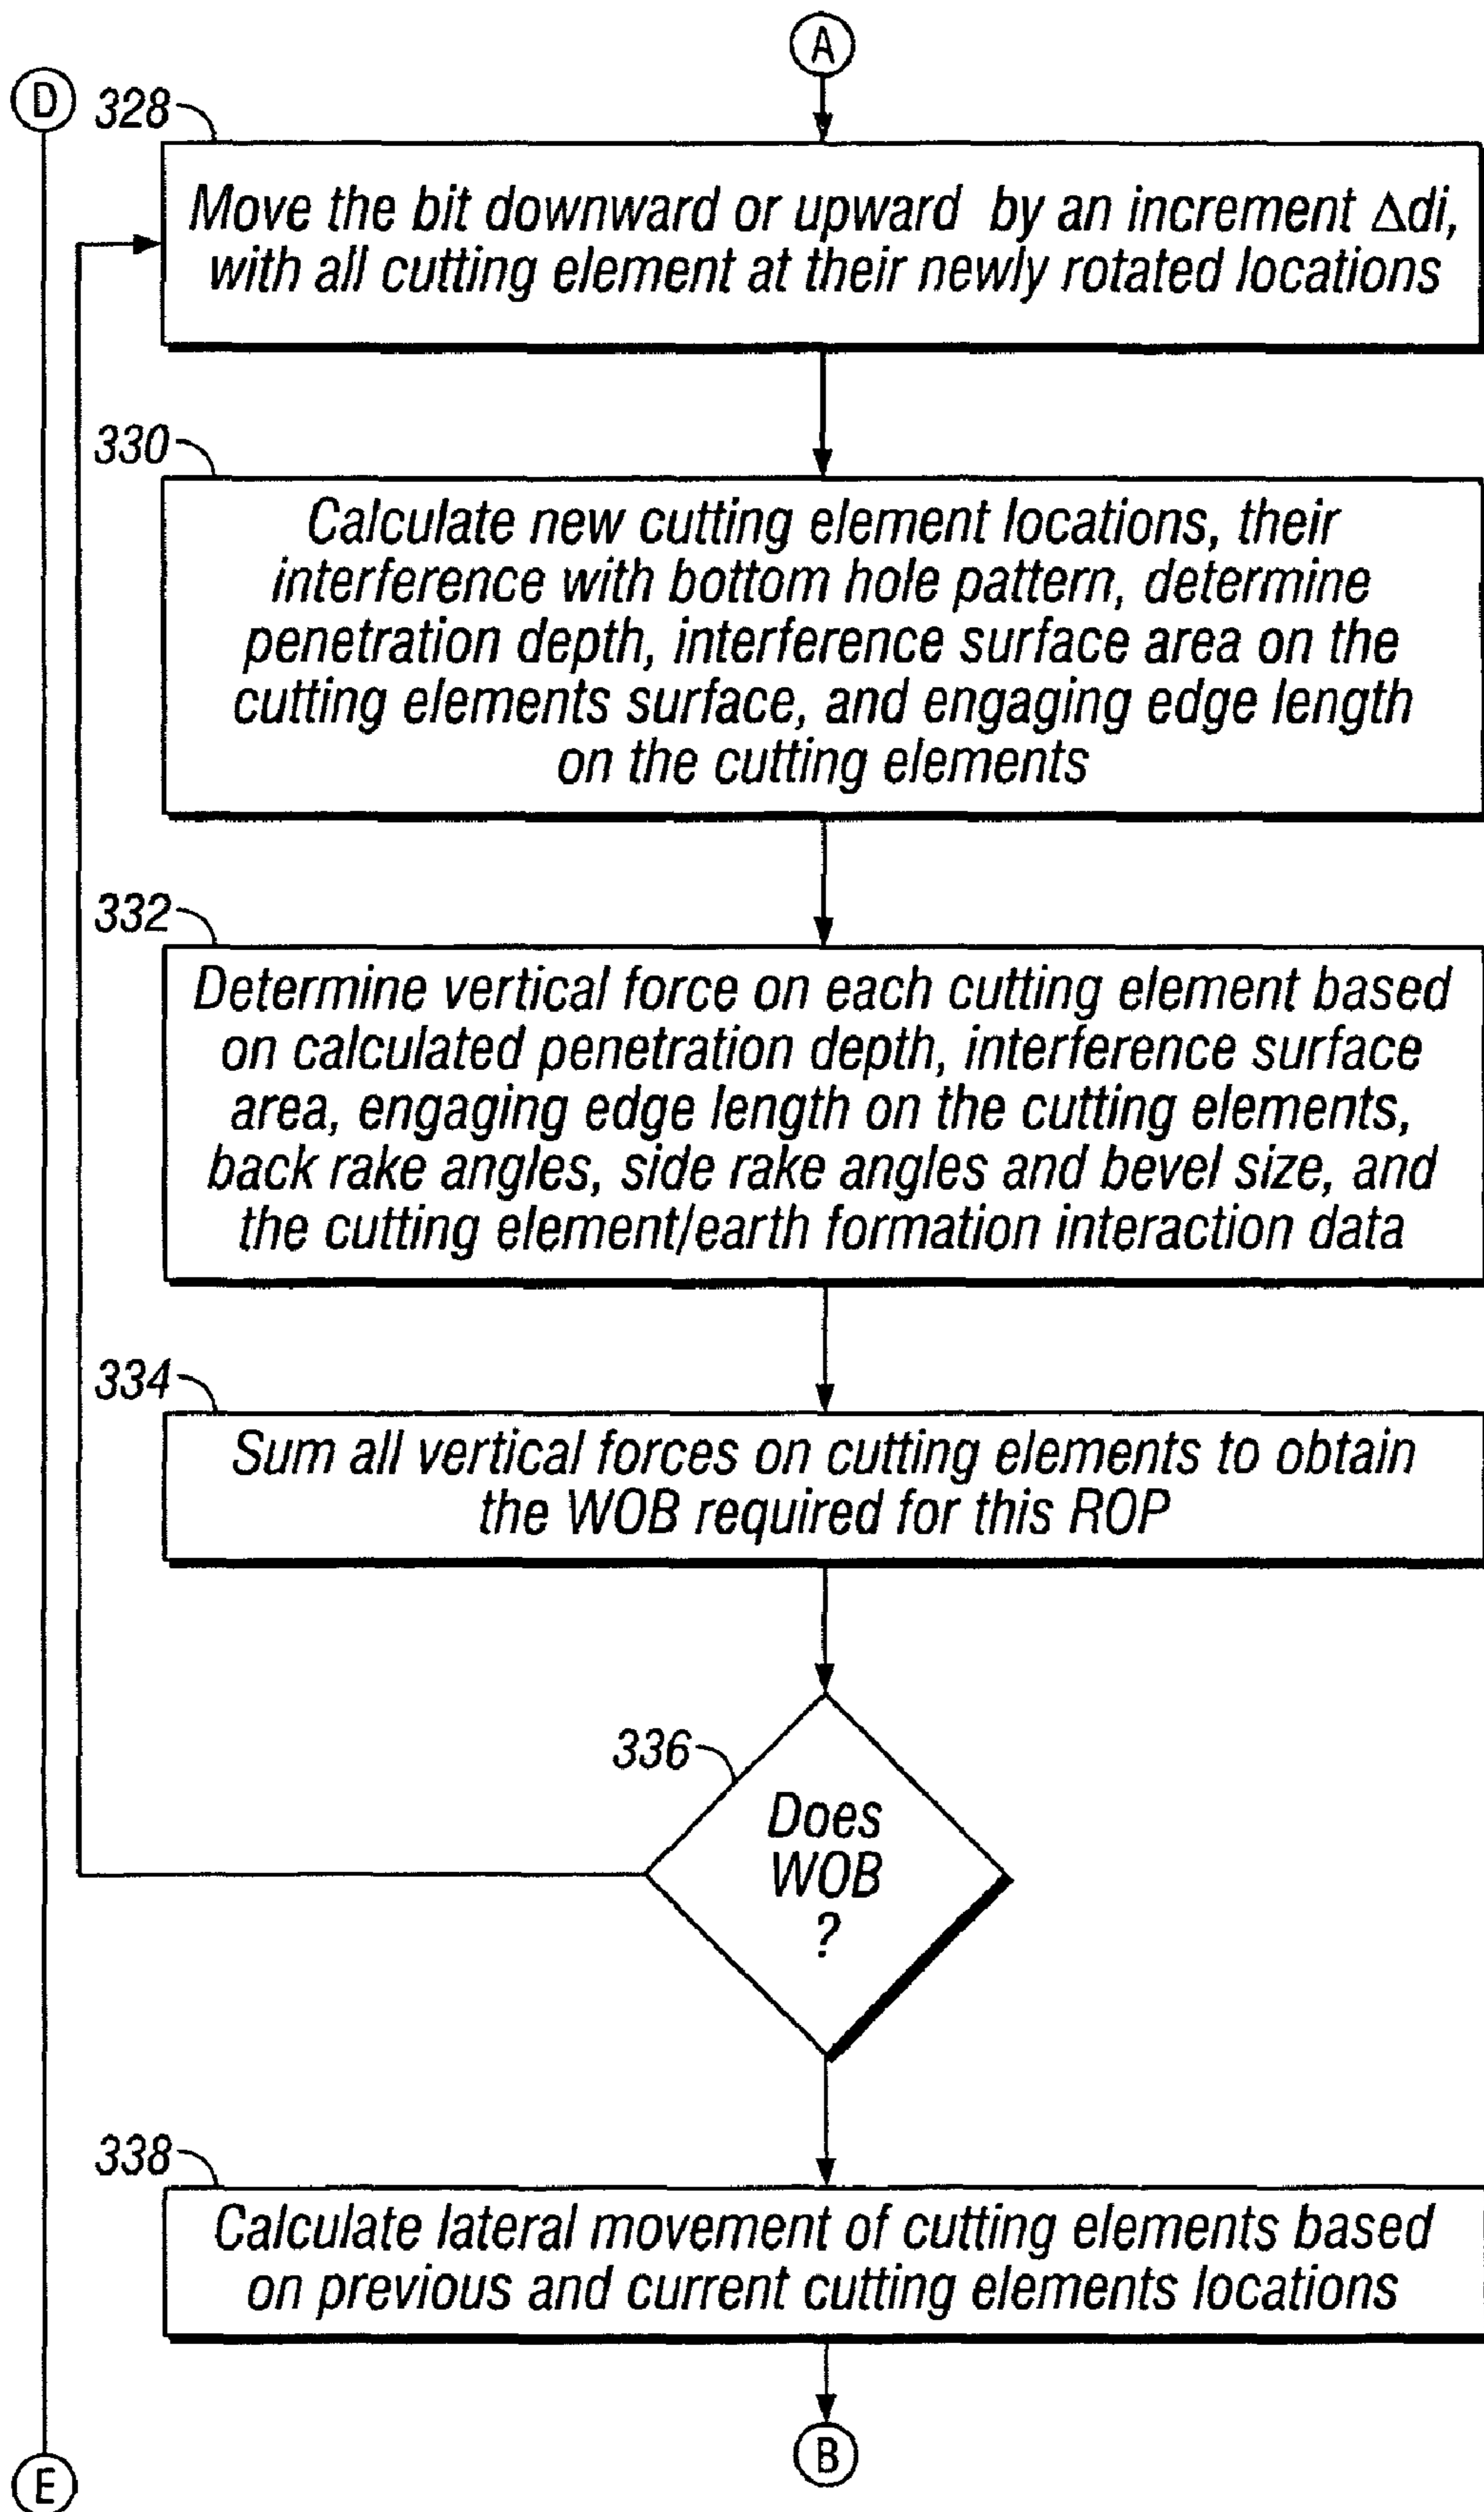 A
D
328
Move the bit downward or upward by an increment Δdi,
with all cutting element at their newly rotated locations
330
Calculate new cutting element locations, their
interference with bottom hole pattern, determine
penetration depth, interference surface area on the
cutting elements surface, and engaging edge length
on the cutting elements
332
Determine vertical force on each cutting element based
on calculated penetration depth, interference surface
area, engaging edge length on the cutting elements,
back rake angles, side rake angles and bevel size, and
the cutting element/earth formation interaction data
334
Sum all vertical forces on cutting elements to obtain
the WOB required for this ROP
336
Does
WOB
?
338
Calculate lateral movement of cutting elements based
on previous and current cutting elements locations
B
E